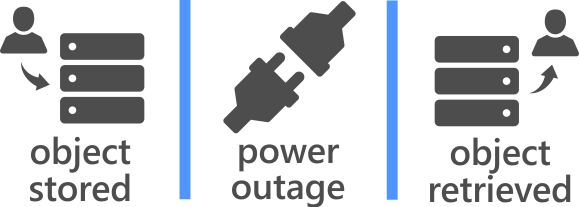 object
stored
power
outage
object
retrieved